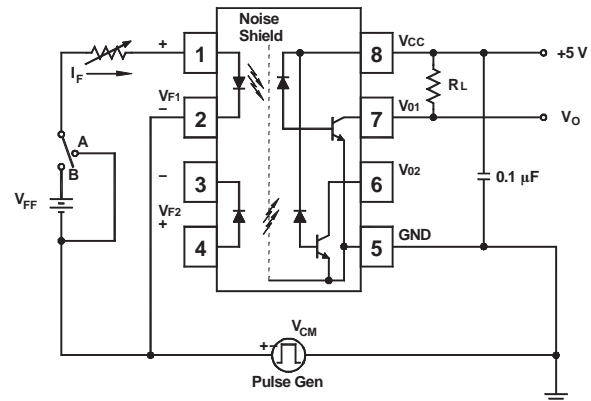 Noise
Shield
+
1
8
VCC
+5 V
IF
VF1
RL
−
2
7
V01
VO
A
B
−
3
6
V02
VFF
VF2
0.1 μF
+
4
5
GND
VCM
+−
Pulse Gen